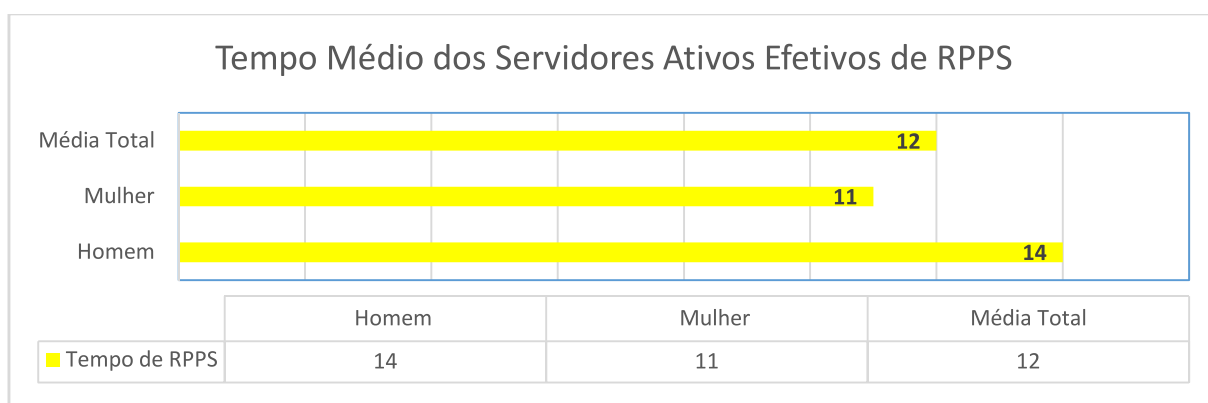 Tempo Médio dos Servidores Ativos Efetivos de RPPS
Média Total 12
Mulher 11
Homem 14
Homem Mulher Média Total
Tempo de RPPS 14 11 12